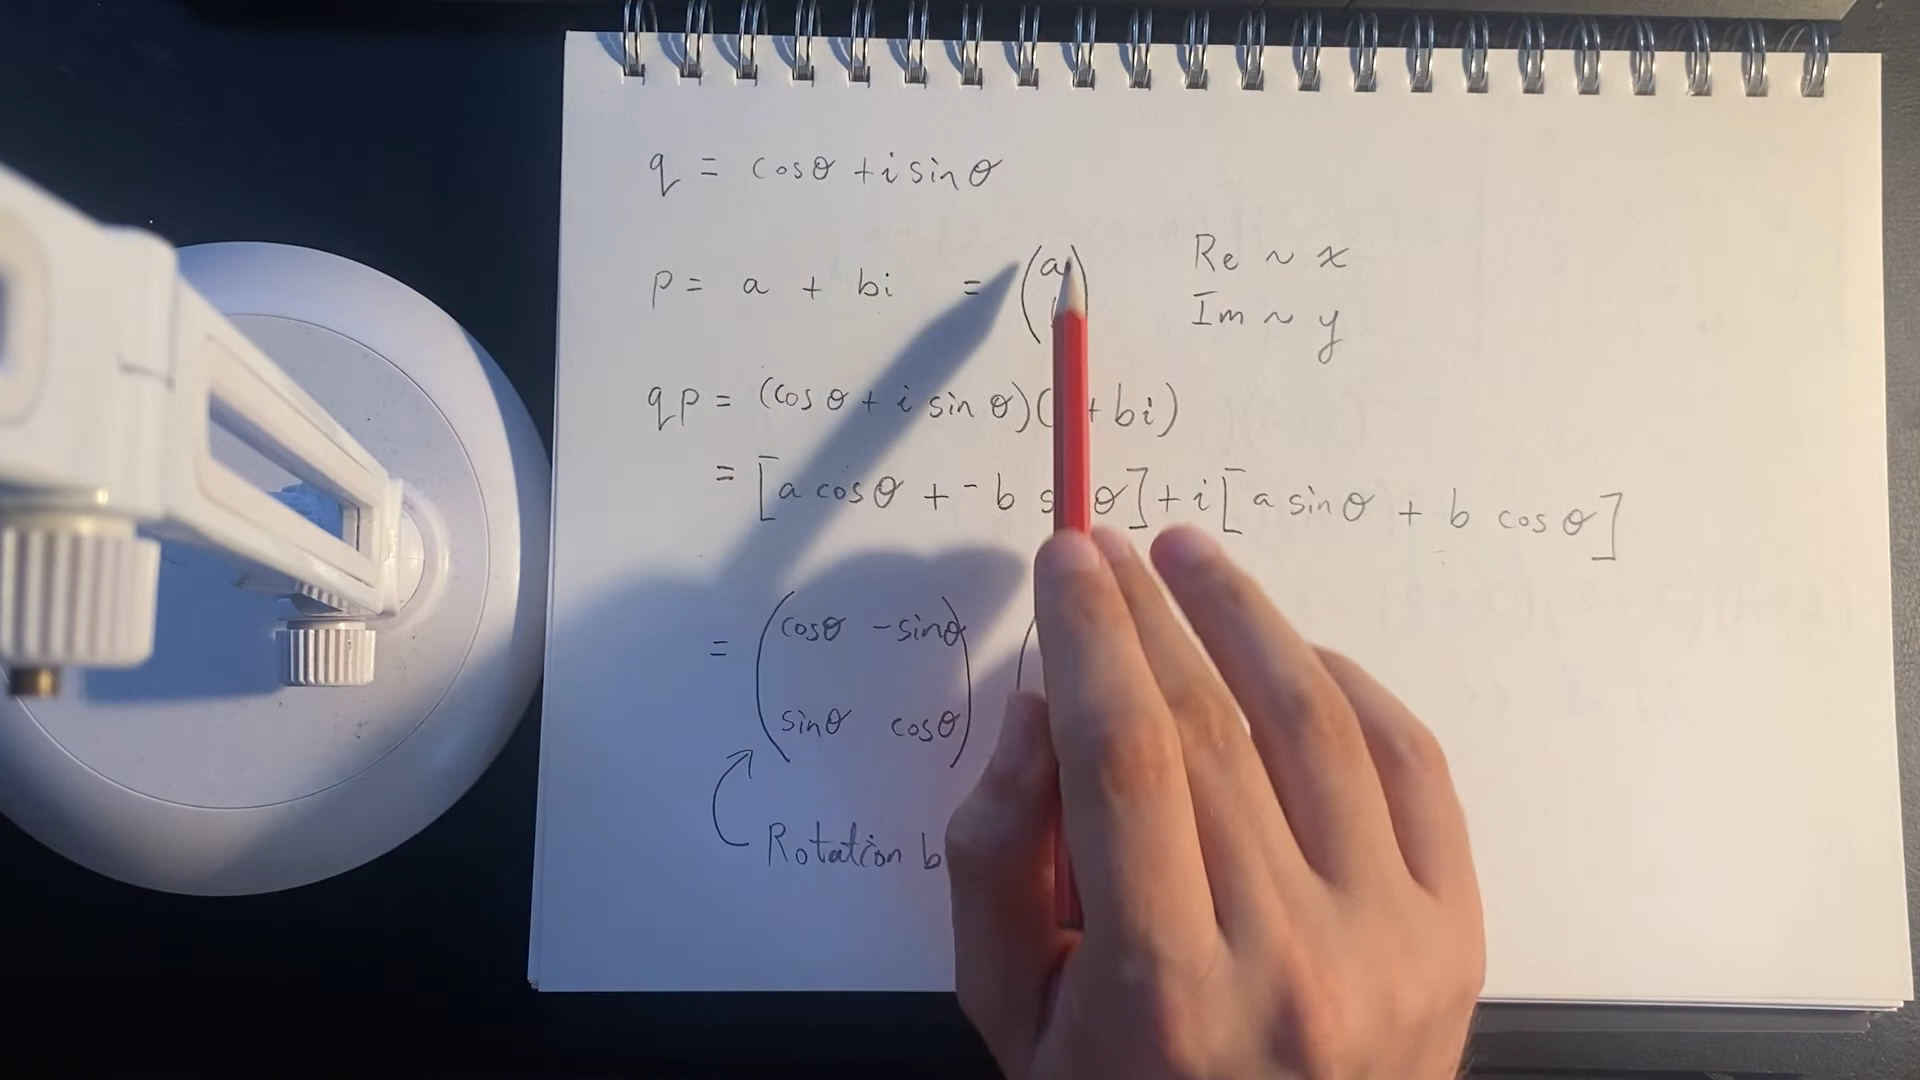 q = cosθ + i sinθ
p = a + bi = (a
Re ~ x
Im ~ y
qp = (cosθ + i sinθ)( + bi)
= [a cosθ + -b s θ] + i[a sinθ + b cosθ]
= (cosθ -sinθ
sinθ cosθ)
Rotation b